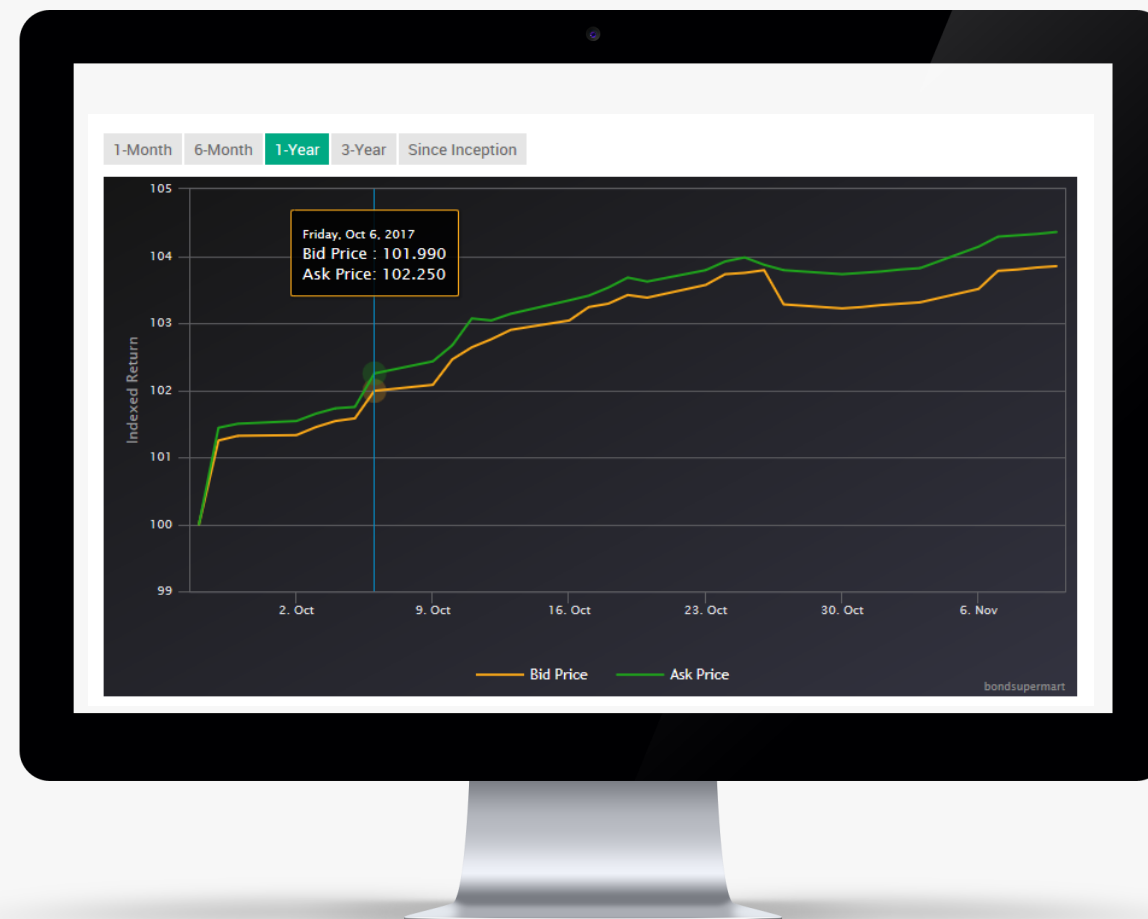 1-Month 6-Month 1-Year 3-Year Since Inception
105
104
103
102
101
100
99
Indexed Return
Friday, Oct 6, 2017
Bid Price : 101.990
Ask Price: 102.250
2. Oct 9. Oct 16. Oct 23. Oct 30. Oct 6. Nov
Bid Price Ask Price
bondsupermart